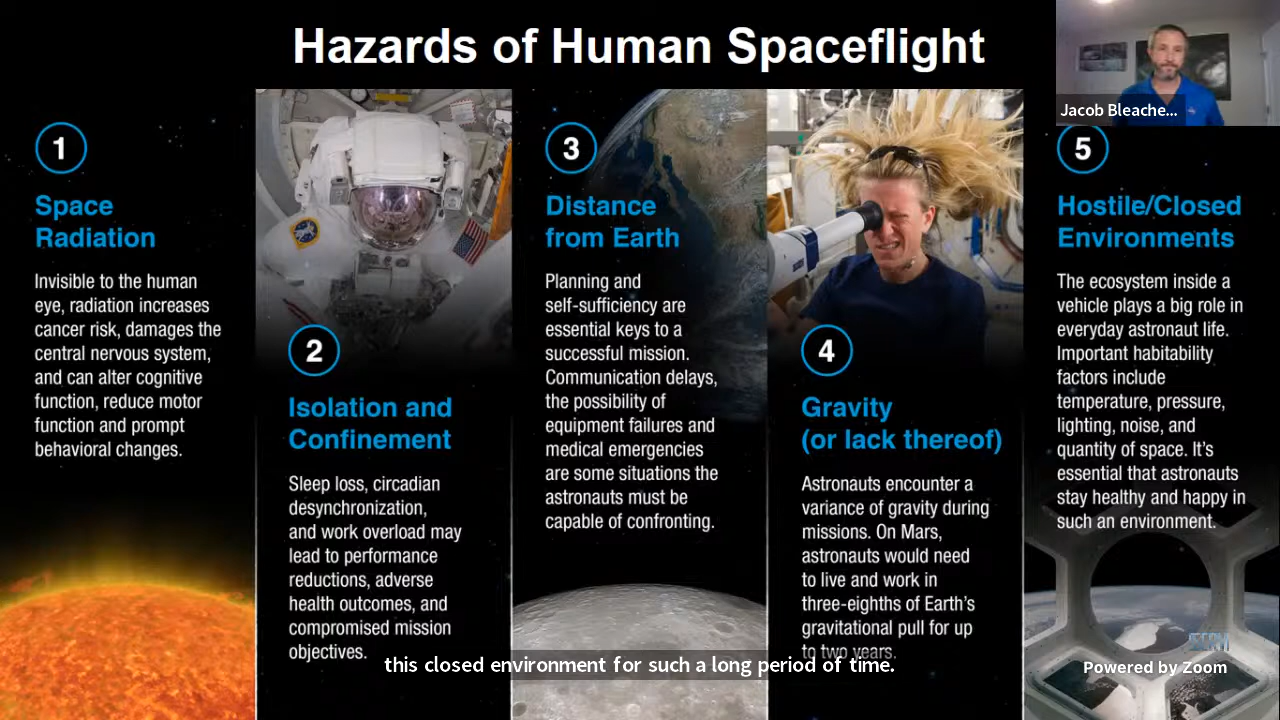 Hazards of Human Spaceflight
Jacob Bleache...
1
Space
Radiation
Invisible to the human
eye, radiation increases
cancer risk, damages the
central nervous system,
and can alter cognitive
function, reduce motor
function and prompt
behavioral changes.
2
Isolation and
Confinement
Sleep loss, circadian
desynchronization,
and work overload may
lead to performance
reductions, adverse
health outcomes, and
compromised mission
objectives.
3
Distance
from Earth
Planning and
self-sufficiency are
essential keys to a
successful mission.
Communication delays,
the possibility of
equipment failures and
medical emergencies
are some situations the
astronauts must be
capable of confronting.
4
Gravity
(or lack thereof)
Astronauts encounter a
variance of gravity during
missions. On Mars,
astronauts would need
to live and work in
three-eighths of Earth's
gravitational pull for up
to two years.
5
Hostile/Closed
Environments
The ecosystem inside a
vehicle plays a big role in
everyday astronaut life.
Important habitability
factors include
temperature, pressure,
lighting, noise, and
quantity of space. It's
essential that astronauts
stay healthy and happy in
such an environment.
this closed environment for such a long period of time.
Powered by Zoom